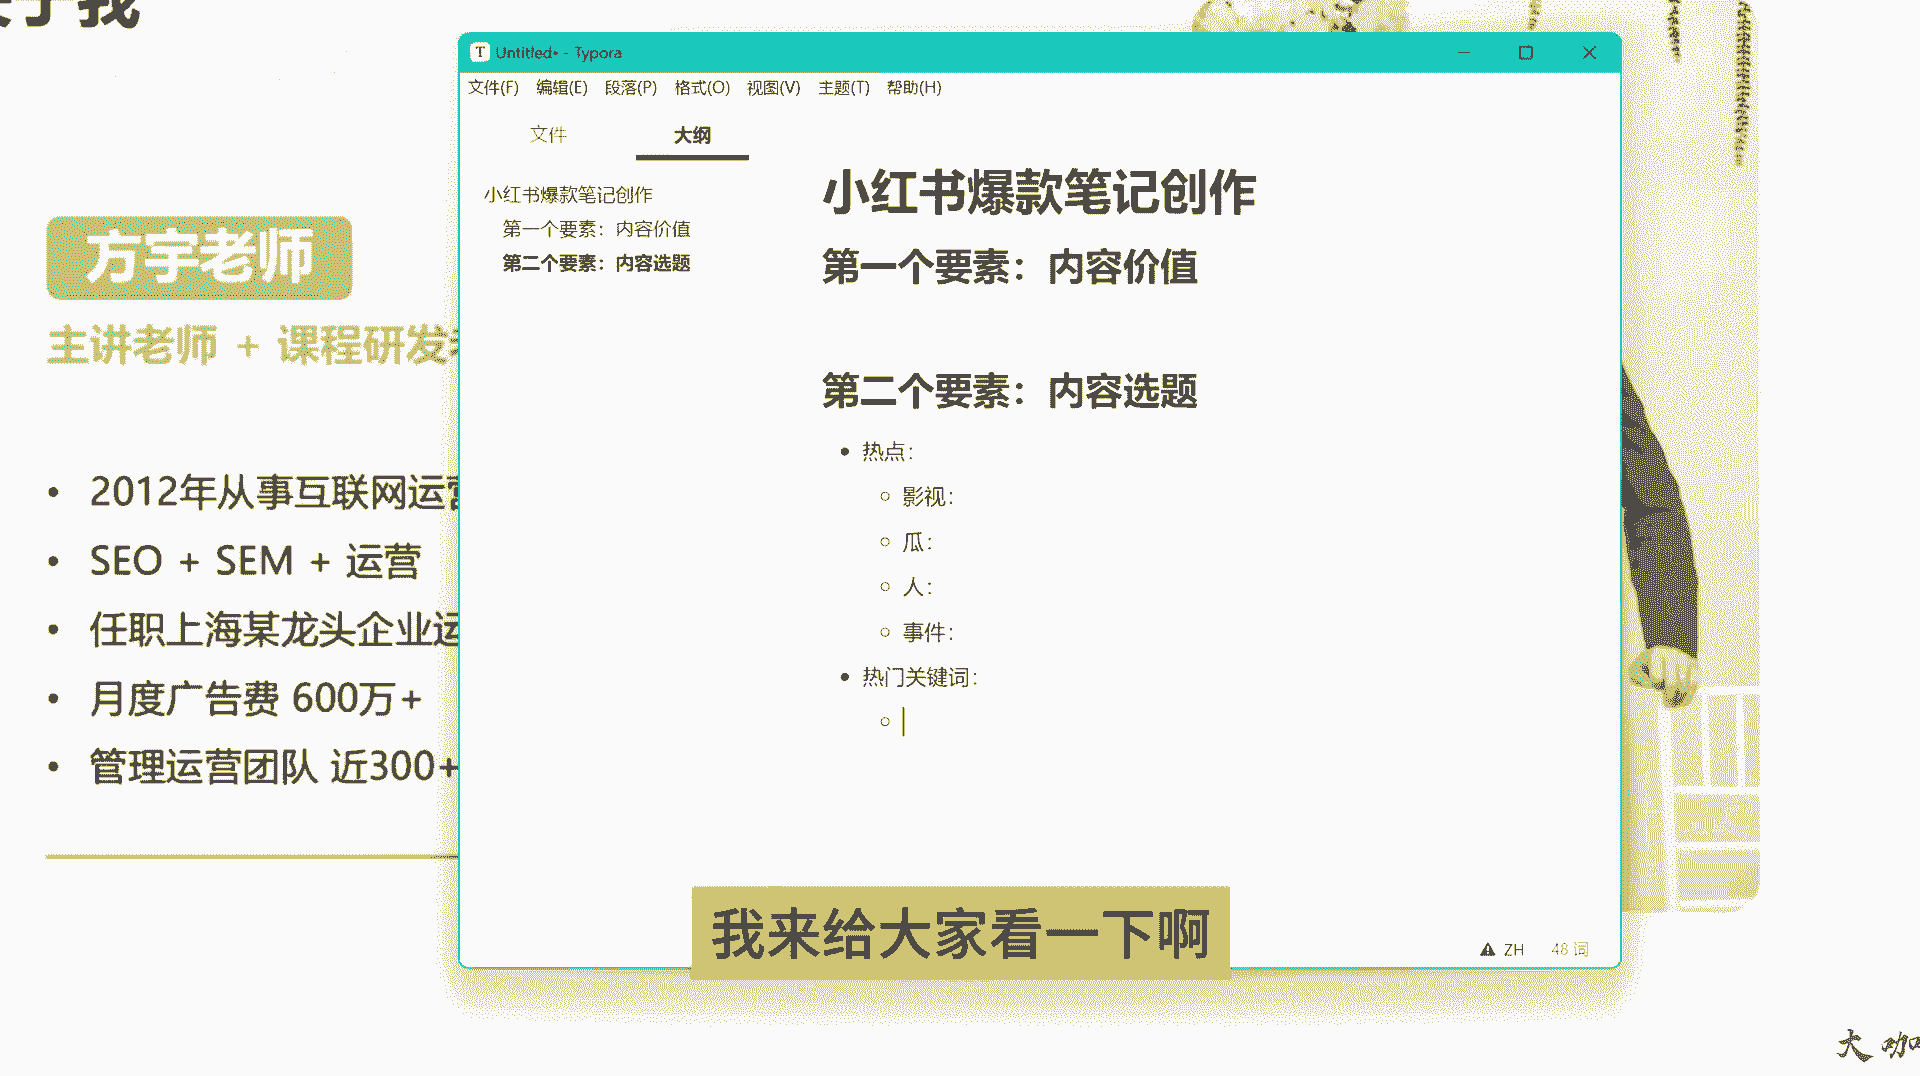 于我
方宇老师
主讲老师 + 课程研发
• 2012年从事互联网运营
• SEO + SEM + 运营
• 任职上海某龙头企业运
• 月度广告费 600万+
• 管理运营团队 近300+
T Untitled• - Typora
文件(F) 编辑(E) 段落(P) 格式(O) 视图(V) 主题(T) 帮助(H)
文件 大纲
小红书爆款笔记创作
第一个要素：内容价值
第二个要素：内容选题
小红书爆款笔记创作
第一个要素：内容价值
第二个要素：内容选题
• 热点：
○ 影视：
○ 瓜：
○ 人：
○ 事件：
• 热门关键词：
○
我来给大家看一下啊
ZH 48 词
大咖